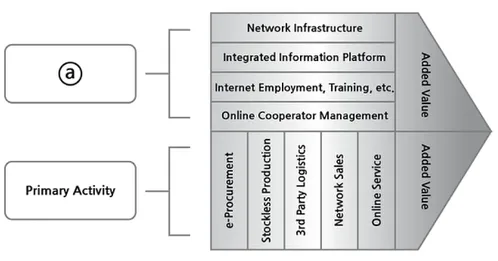 Network Infrastructure
Integrated Information Platform
ⓐ
Internet Employment, Training, etc.
Online Cooperator Management
Added Value
Primary Activity
e-Procurement
Stockless Production
3rd Party Logistics
Network Sales
Online Service
Added Value